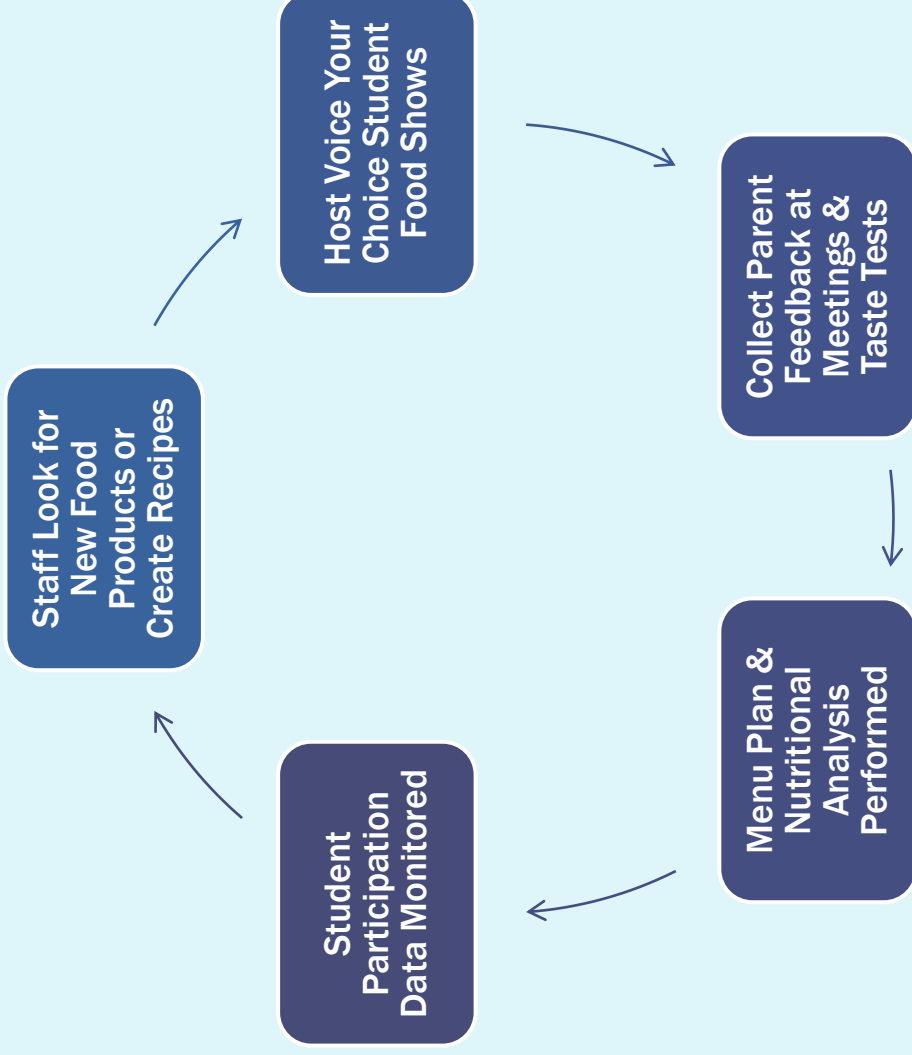 Staff Look for
New Food
Products or
Create Recipes
Host Voice Your
Choice Student
Food Shows
Collect Parent
Feedback at
Meetings &
Taste Tests
Menu Plan &
Nutritional
Analysis
Performed
Student
Participation
Data Monitored